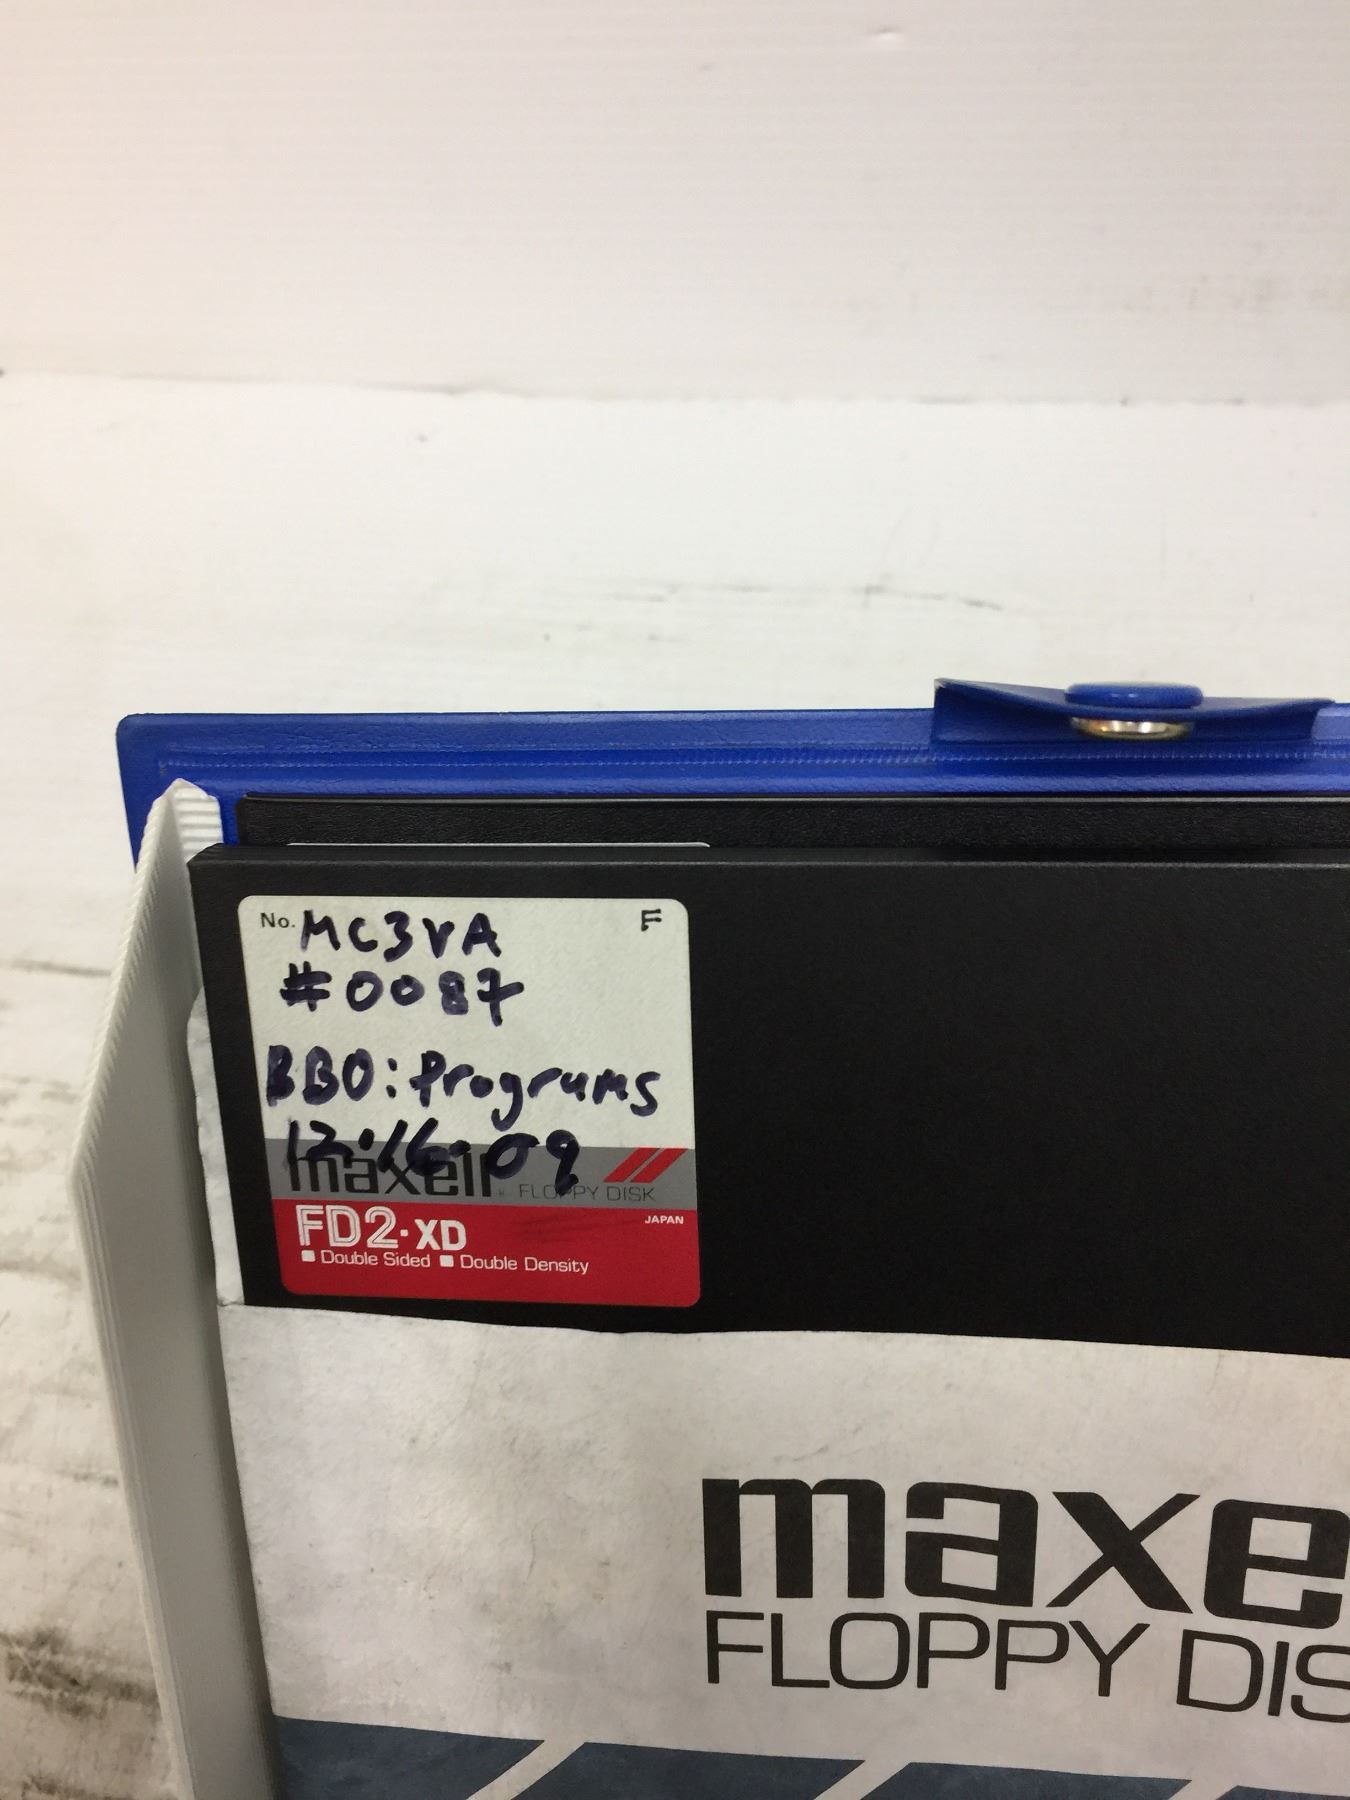 No. MC3VA F
#0087
BBO: Programs
12.16.09
maxell FLOPPY DISK
FD2-XD JAPAN
Double Sided Double Density
maxe
FLOPPY DIS